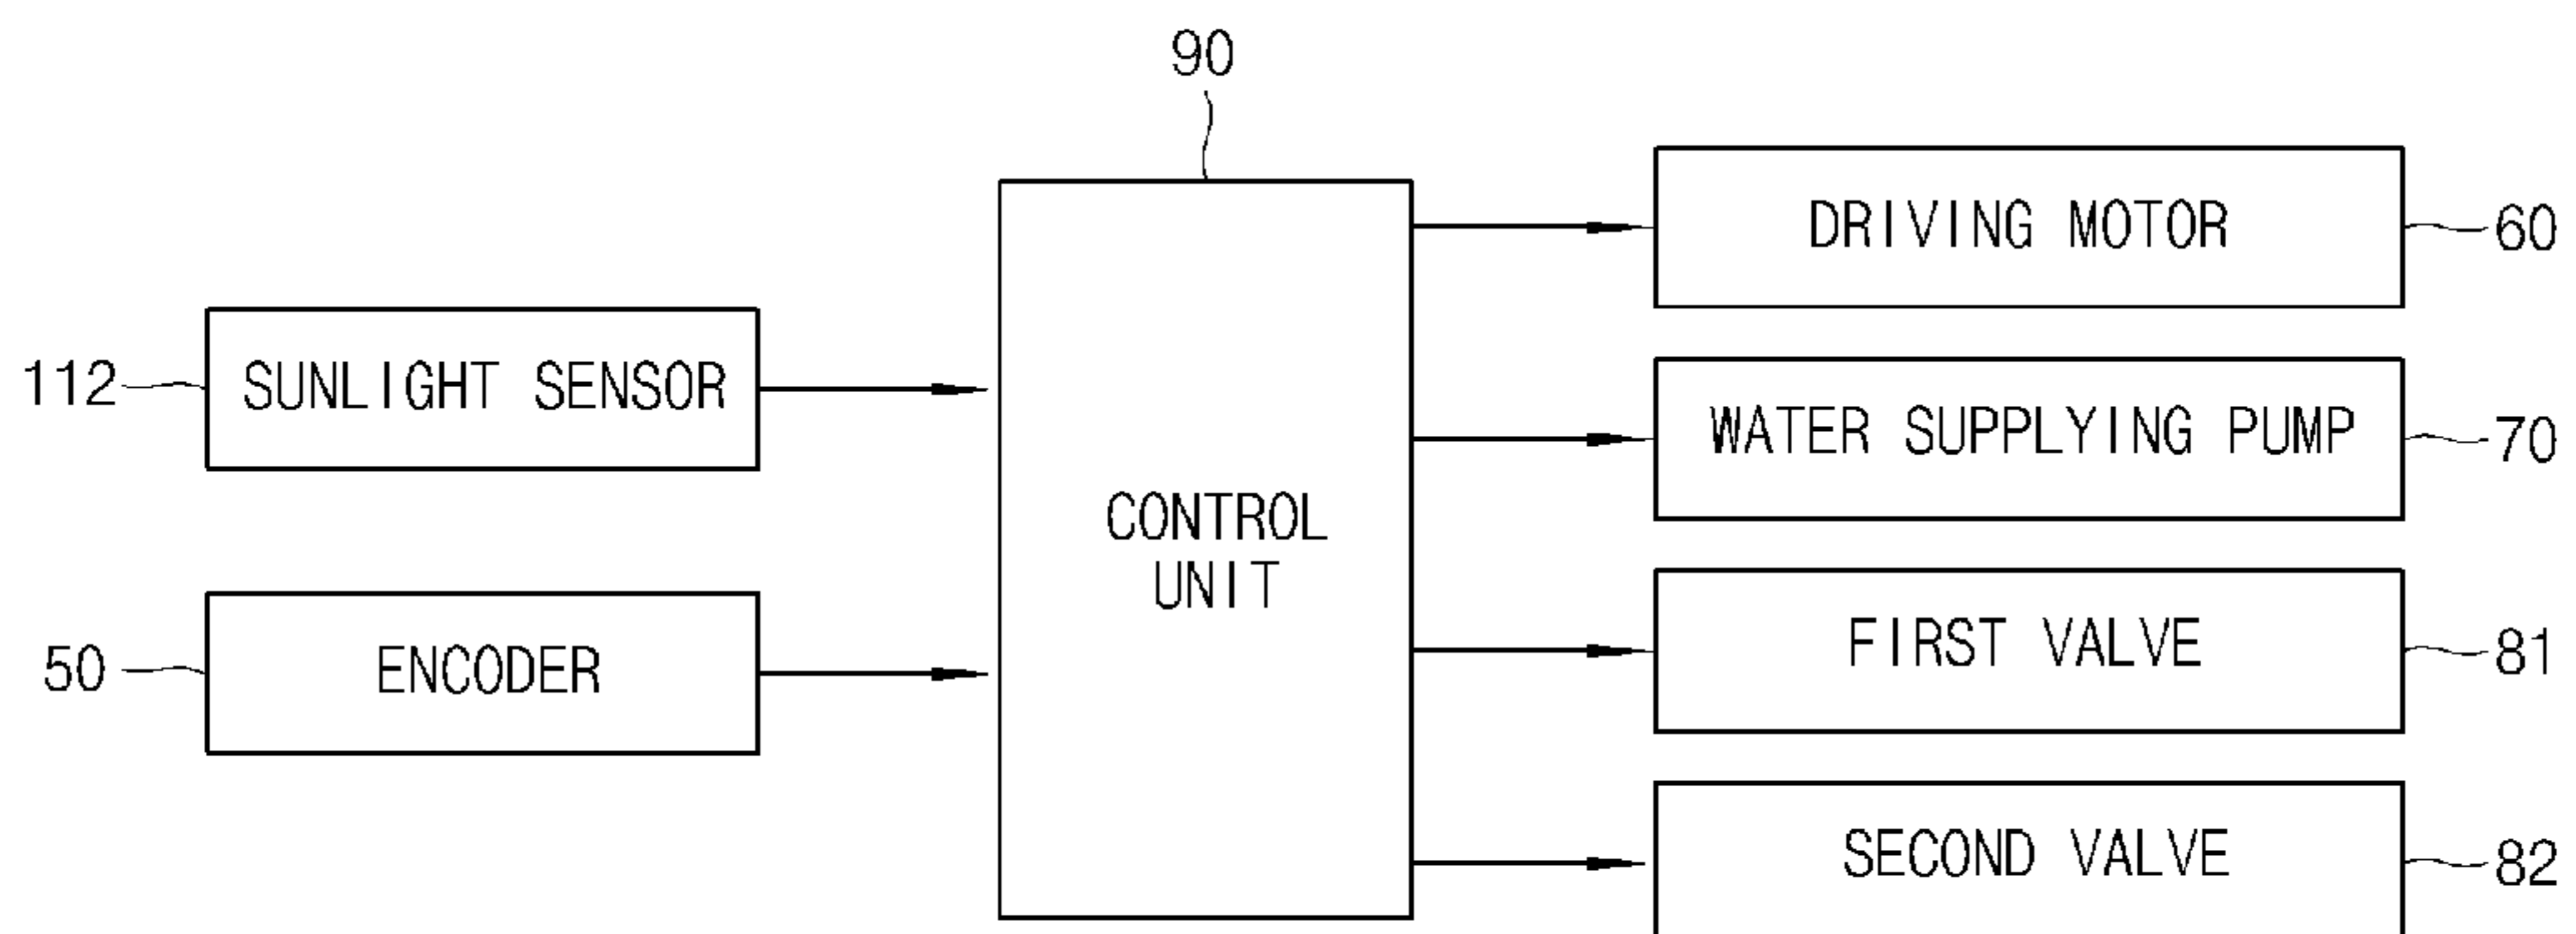 90
DRIVING MOTOR
60
112
SUNLIGHT SENSOR
WATER SUPPLYING PUMP
70
CONTROL
UNIT
50
ENCODER
FIRST VALVE
81
SECOND VALVE
82